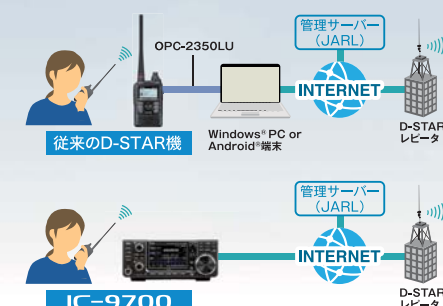 管理サーバー
（JARL）
OPC-2350LU
INTERNET
従来のD-STAR機
Windows® PC or
Android®端末
D-STAR
レピータ
管理サーバー
（JARL）
INTERNET
IC-9700
D-STAR
レピータ